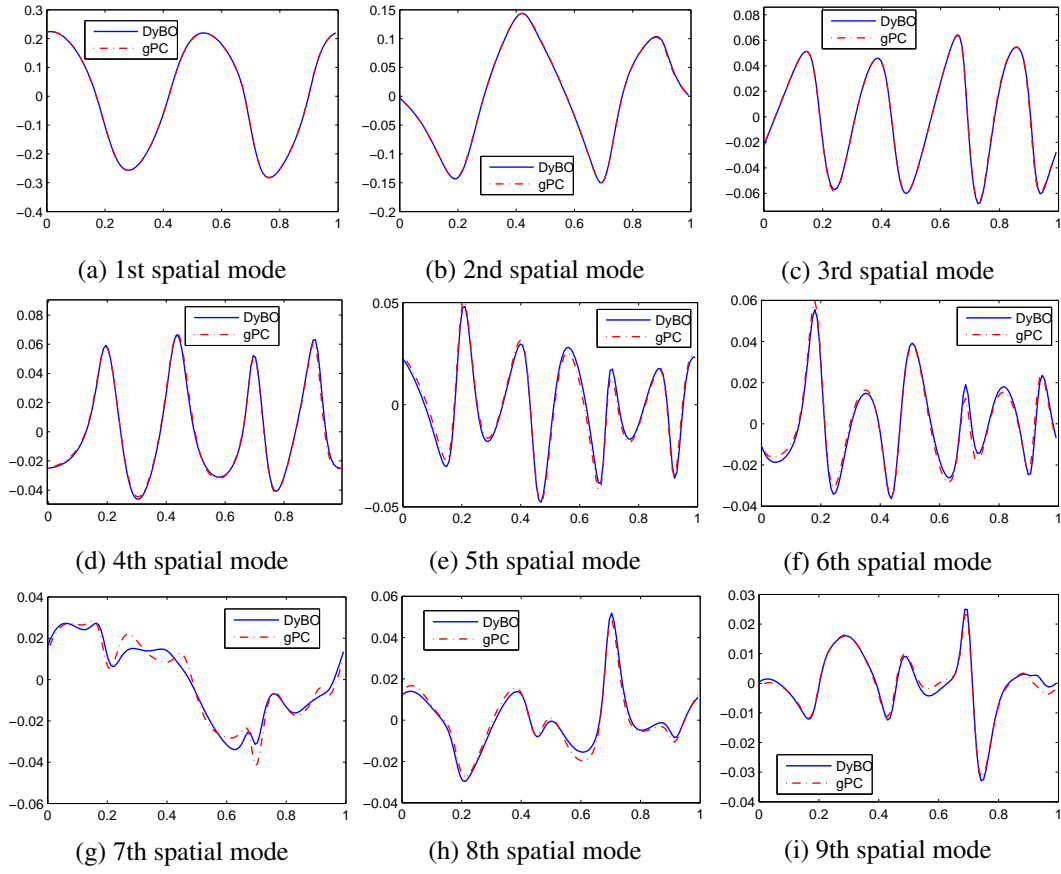 0.3
0.2
0.1
0
−0.1
−0.2
−0.3
−0.4
0 0.2 0.4 0.6 0.8 1
DyBO
gPC
(a) 1st spatial mode
0.15
0.1
0.05
0
−0.05
−0.1
−0.15
−0.2
0 0.2 0.4 0.6 0.8 1
DyBO
gPC
(b) 2nd spatial mode
0.08
0.06
0.04
0.02
0
−0.02
−0.04
−0.06
0 0.2 0.4 0.6 0.8 1
DyBO
gPC
(c) 3rd spatial mode
0.08
0.06
0.04
0.02
0
−0.02
−0.04
0 0.2 0.4 0.6 0.8
DyBO
gPC
(d) 4th spatial mode
0.05
0
−0.05
0 0.2 0.4 0.6 0.8 1
DyBO
gPC
(e) 5th spatial mode
0.06
0.04
0.02
0
−0.02
−0.04
0 0.2 0.4 0.6 0.8 1
DyBO
gPC
(f) 6th spatial mode
0.04
0.02
0
−0.02
−0.04
−0.06
0 0.2 0.4 0.6 0.8 1
DyBO
gPC
(g) 7th spatial mode
0.06
0.04
0.02
0
−0.02
−0.04
0 0.2 0.4 0.6 0.8 1
DyBO
gPC
(h) 8th spatial mode
0.03
0.02
0.01
0
−0.01
−0.02
−0.03
−0.04
0 0.2 0.4 0.6 0.8 1
DyBO
gPC
(i) 9th spatial mode